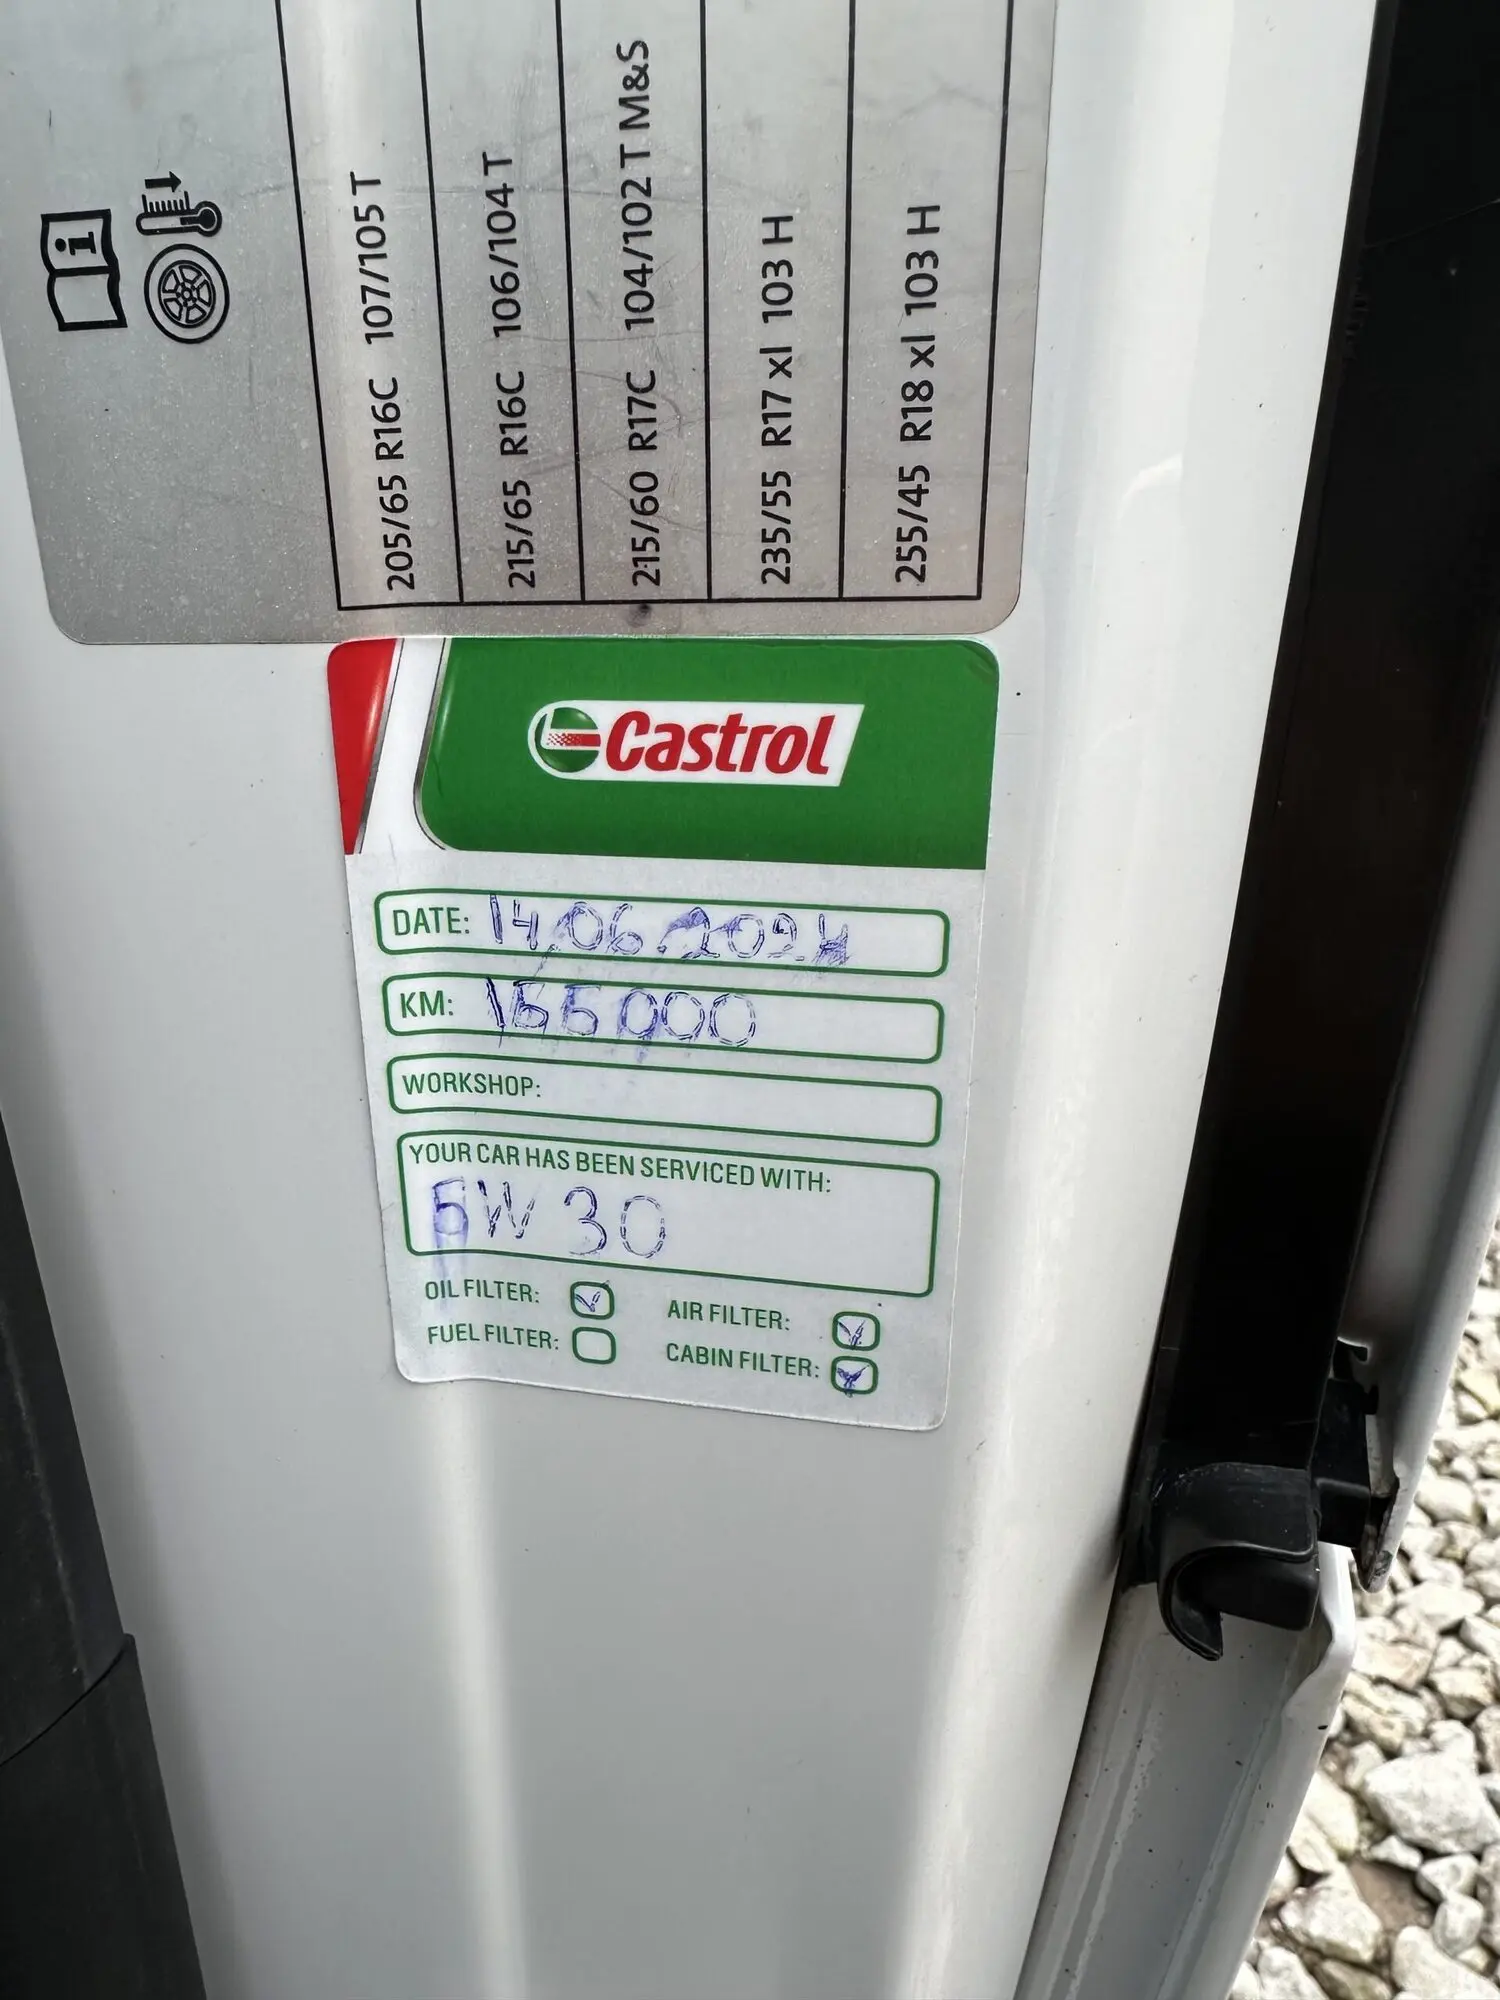 205/65 R16C 107/105 T
215/65 R16C 106/104 T
215/60 R17C 104/102 T M&S
235/55 R17 xl 103 H
255/45 R18 xl 103 H
Castrol
DATE: 14.06.2024
KM: 155000
WORKSHOP:
YOUR CAR HAS BEEN SERVICED WITH:
5W 30
OIL FILTER: AIR FILTER:
FUEL FILTER: CABIN FILTER: